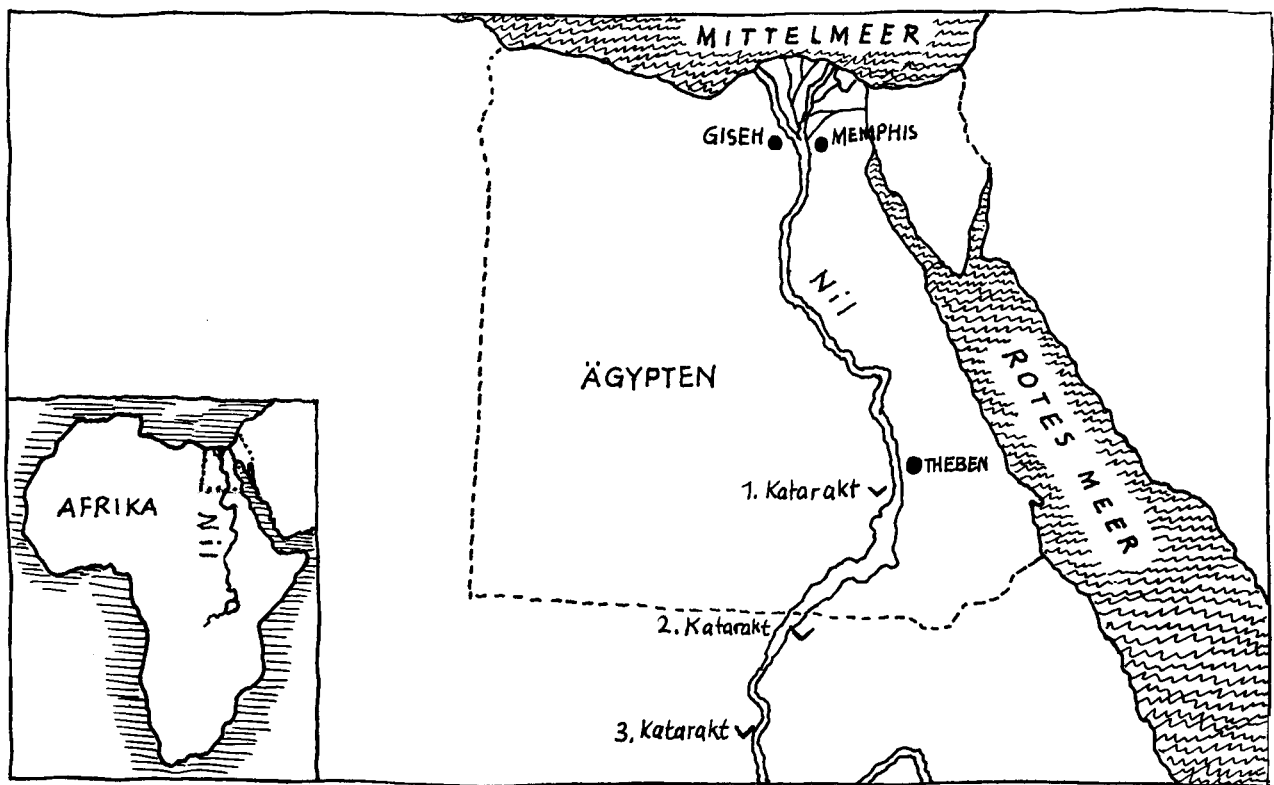 MITTELMEER
GISEH
MEMPHIS
Nil
ÄGYPTEN
ROTES MEER
THEBEN
1. Katarakt
AFRIKA
Nil
2. Katarakt
3. Katarakt